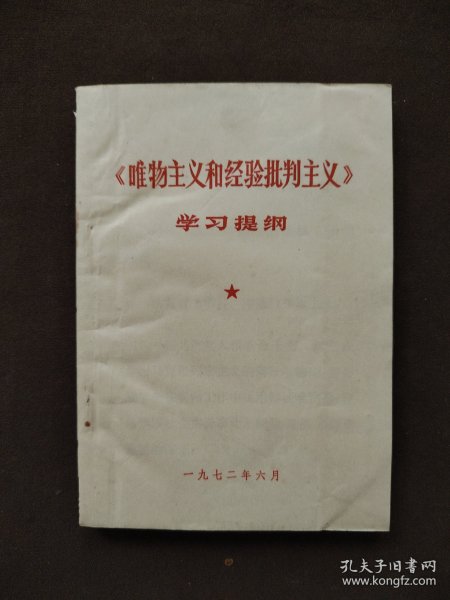 《唯物主义和经验批判主义》
学习提纲
一九七二年六月
孔夫子旧书网
www.kongfz.com